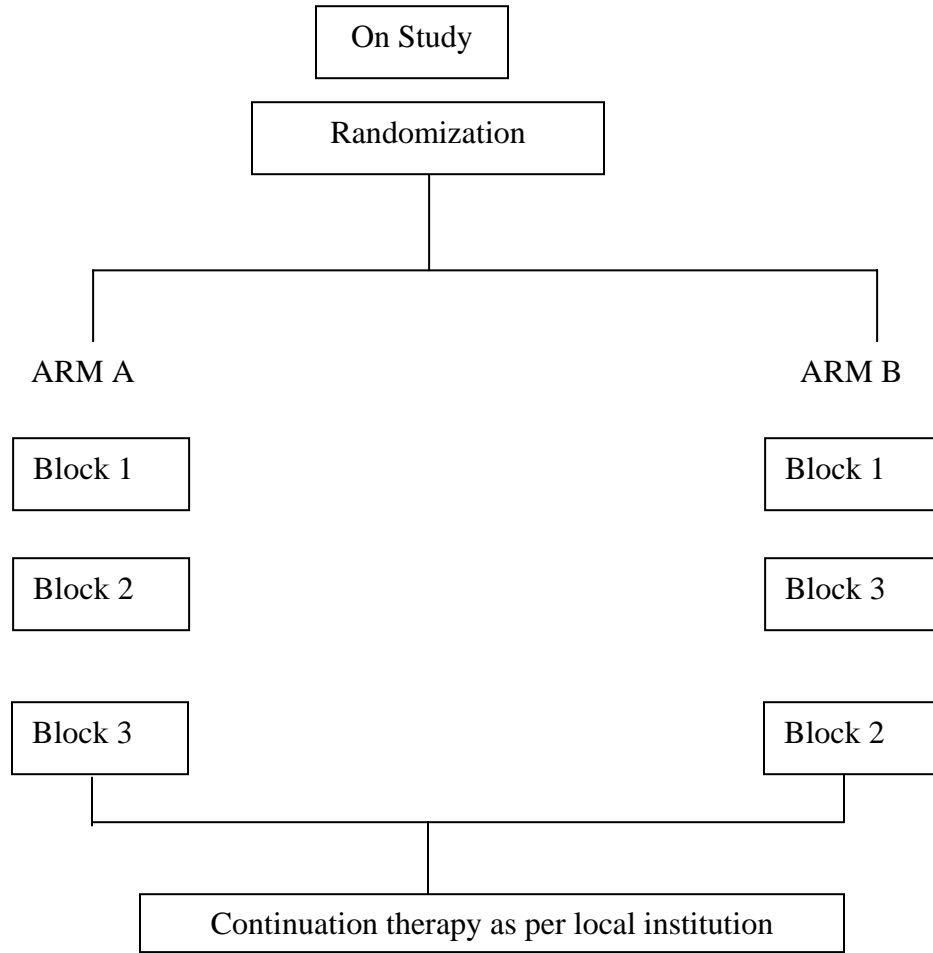 On Study
Randomization
ARM A
ARM B
Block 1
Block 1
Block 2
Block 3
Block 3
Block 2
Continuation therapy as per local institution